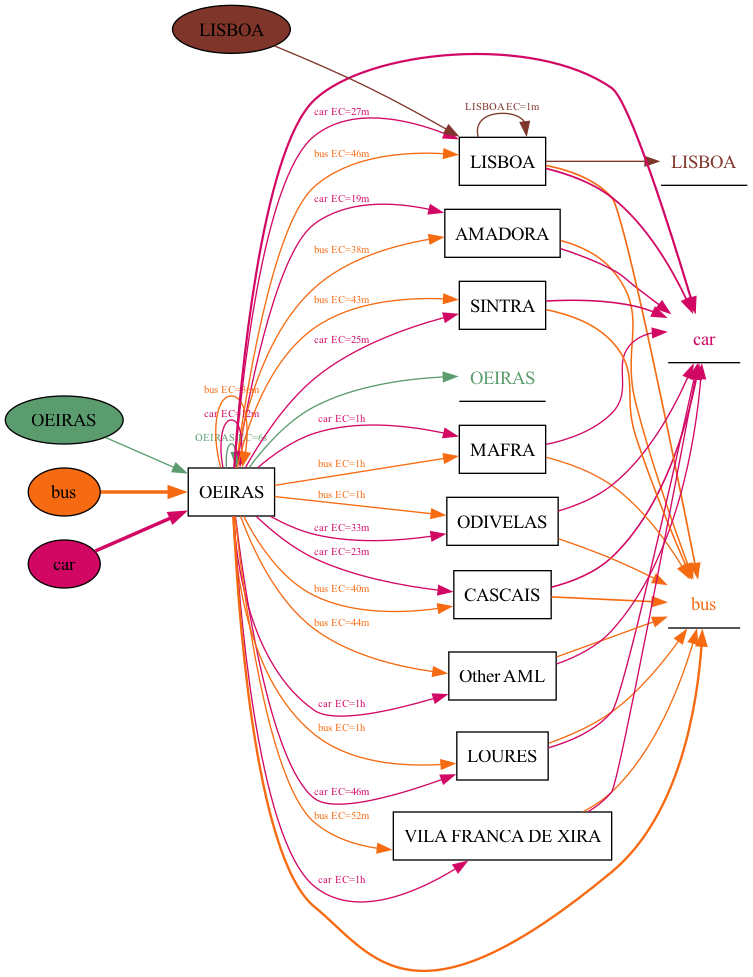 LISBOA
LISBOA EC=1m
car EC=27m
bus EC=46m
LISBOA
LISBOA
car EC=19m
AMADORA
bus EC=38m
bus EC=43m
SINTRA
car EC=25m
car
OEIRAS
bus EC=
car EC=12m
OEIRAS
OEIRAS EC=6s
car EC=1h
MAFRA
bus EC=1h
OEIRAS
bus
bus EC=1h
ODIVELAS
car EC=33m
car EC=23m
car
bus EC=40m
CASCAIS
bus
bus EC=44m
Other AML
car EC=1h
bus EC=1h
LOURES
car EC=46m
bus EC=52m
VILA FRANCA DE XIRA
car EC=1h